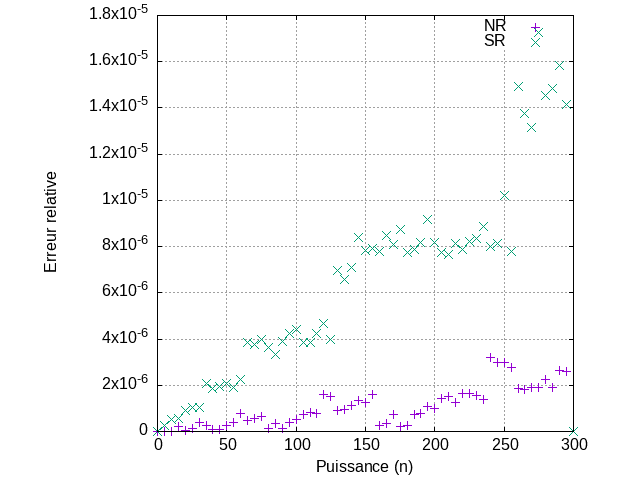 1.8x10⁻⁵
NR
SR
1.6x10⁻⁵
1.4x10⁻⁵
1.2x10⁻⁵
1x10⁻⁵
8x10⁻⁶
6x10⁻⁶
4x10⁻⁶
2x10⁻⁶
0
Erreur relative
0 50 100 150 200 250 300
Puissance (n)